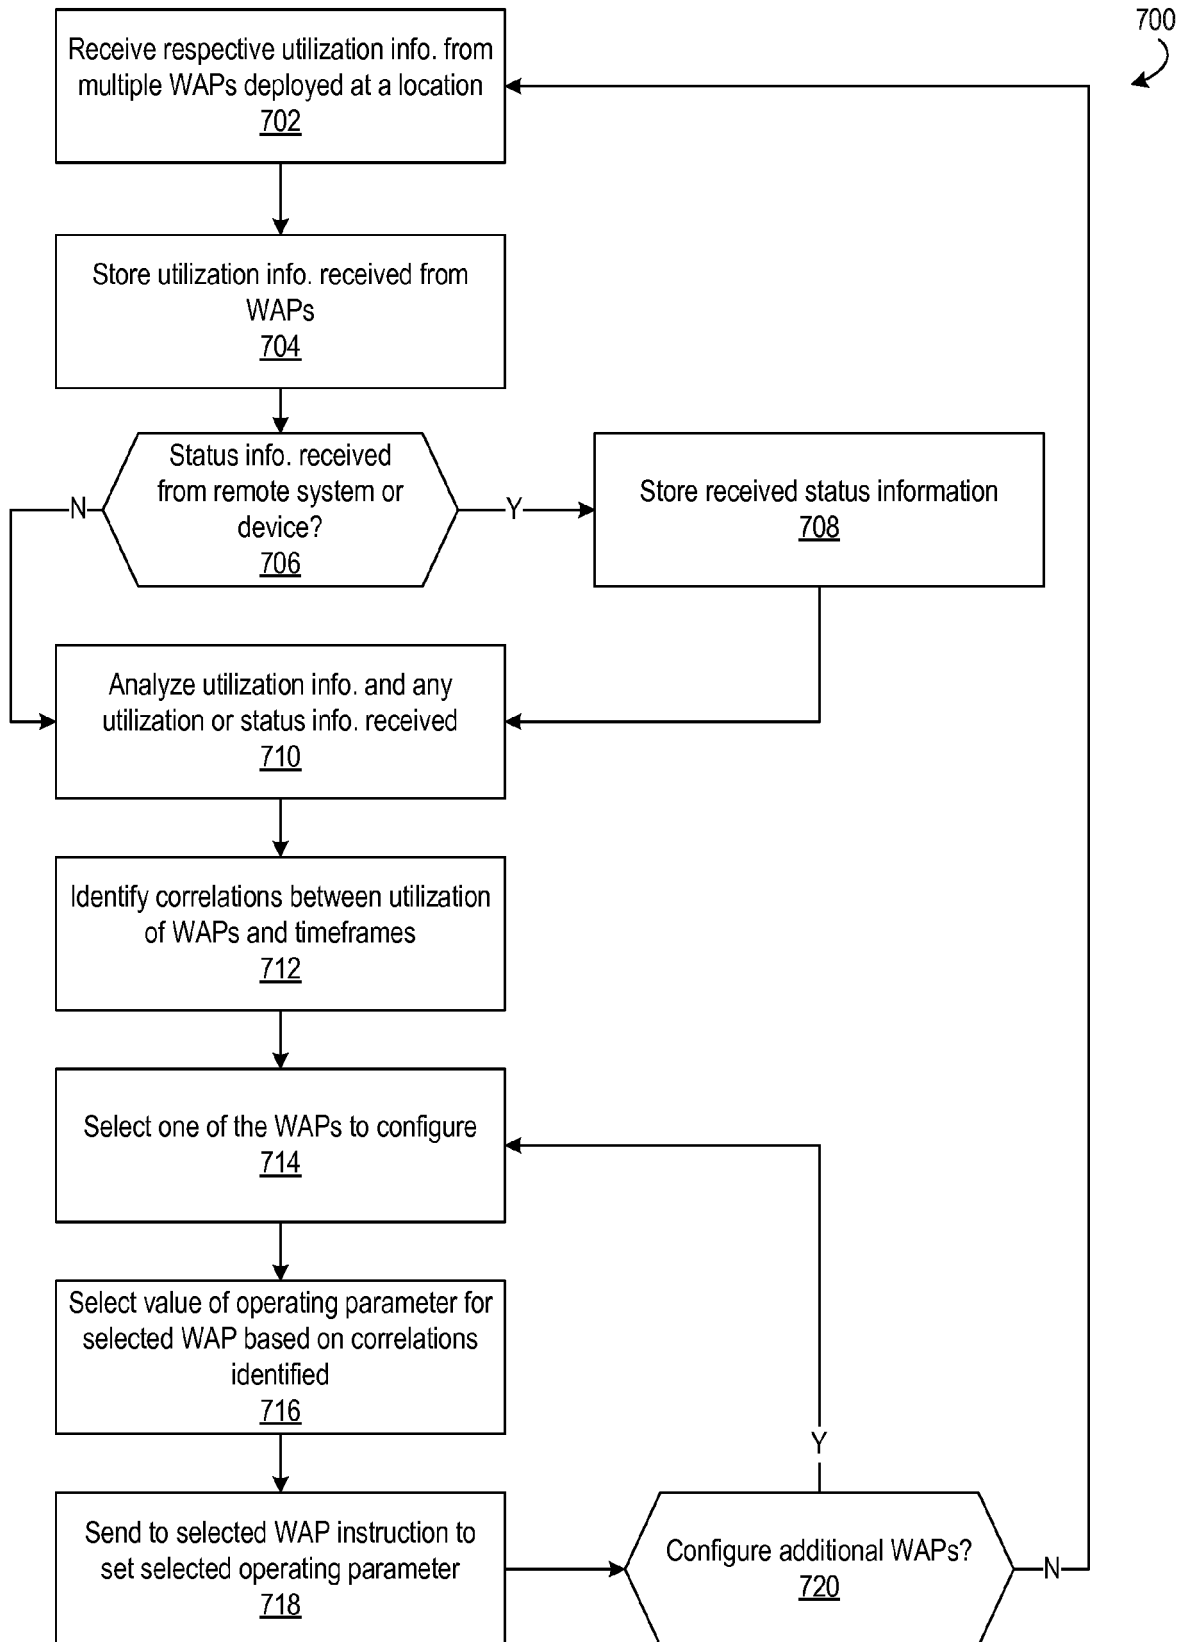 700
Receive respective utilization info. from
multiple WAPs deployed at a location
702
Store utilization info. received from
WAPs
704
Status info. received
from remote system or
device?
706
N
Y
Store received status information
708
Analyze utilization info. and any
utilization or status info. received
710
Identify correlations between utilization
of WAPs and timeframes
712
Select one of the WAPs to configure
714
Select value of operating parameter for
selected WAP based on correlations
identified
716
Y
Send to selected WAP instruction to
set selected operating parameter
718
Configure additional WAPs?
720
N